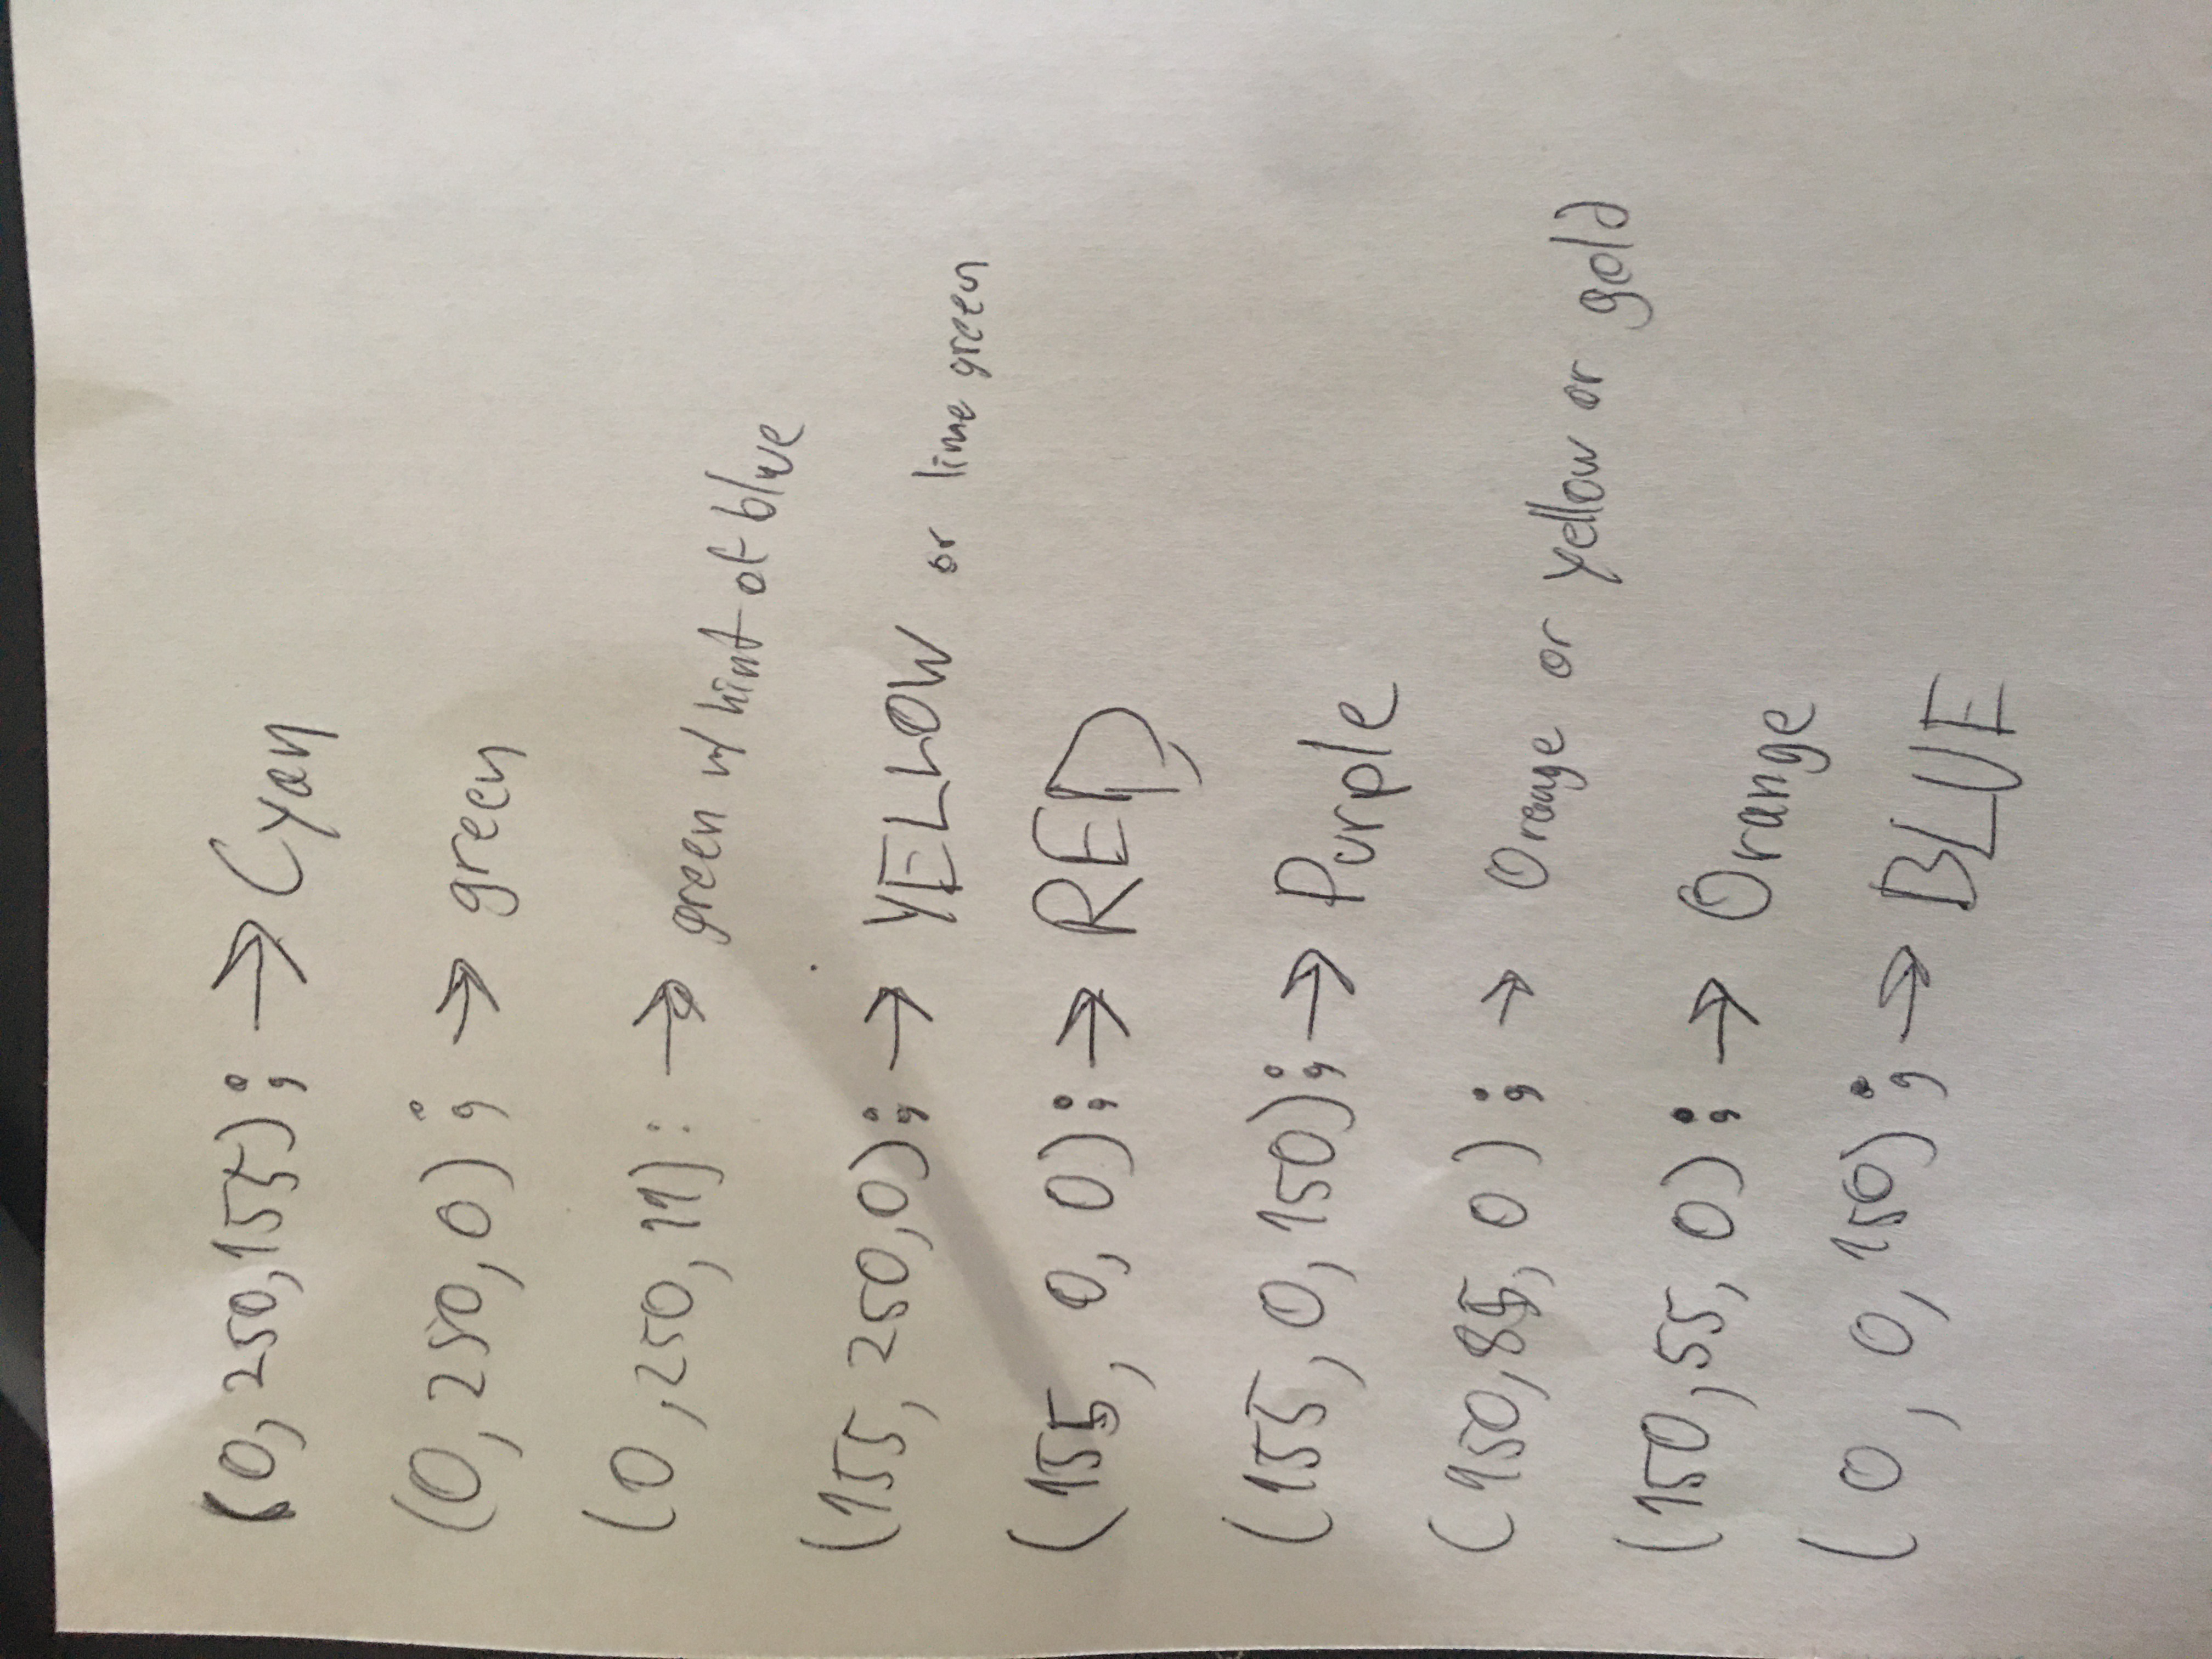 (0, 250, 155); → Cyan
(0, 250, 0); → green
(0, 250, 11): → green w/ hint of blue
(155, 250, 0); → YELLOW or lime green
(155, 0, 0); → RED
(155, 0, 150); → Purple
(150, 85, 0); → Orange or yellow or gold
(150, 55, 0); → Orange
(0, 0, 150); → BLUE